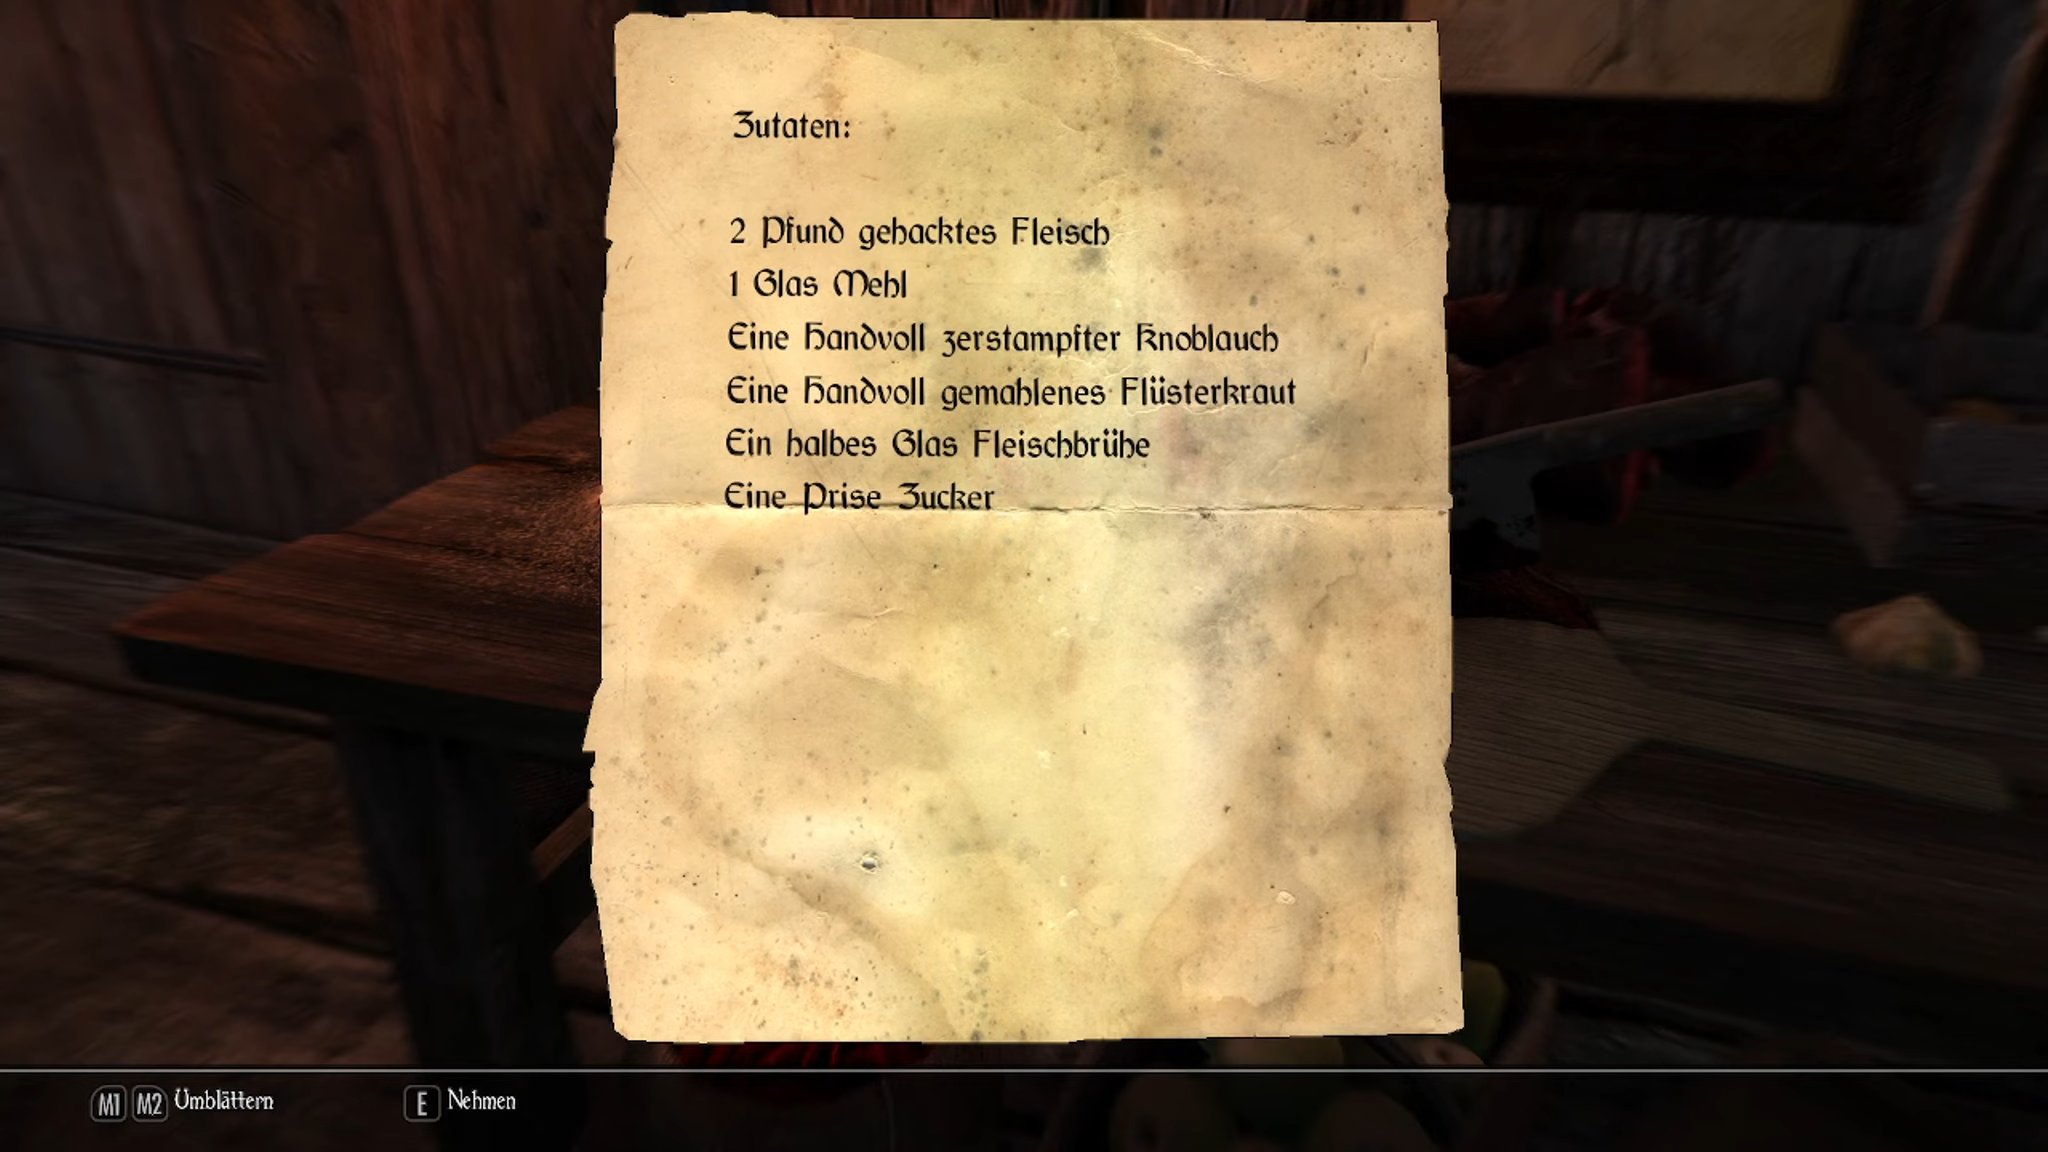 Zutaten:
2 Pfund gehacktes Fleisch
1 Glas Mehl
Eine Handvoll zerstampfter Knoblauch
Eine Handvoll gemahlenes Flüsterkraut
Ein halbes Glas Fleischbrühe
Eine Prise Zucker
M1 M2 Umblättern
E Nehmen